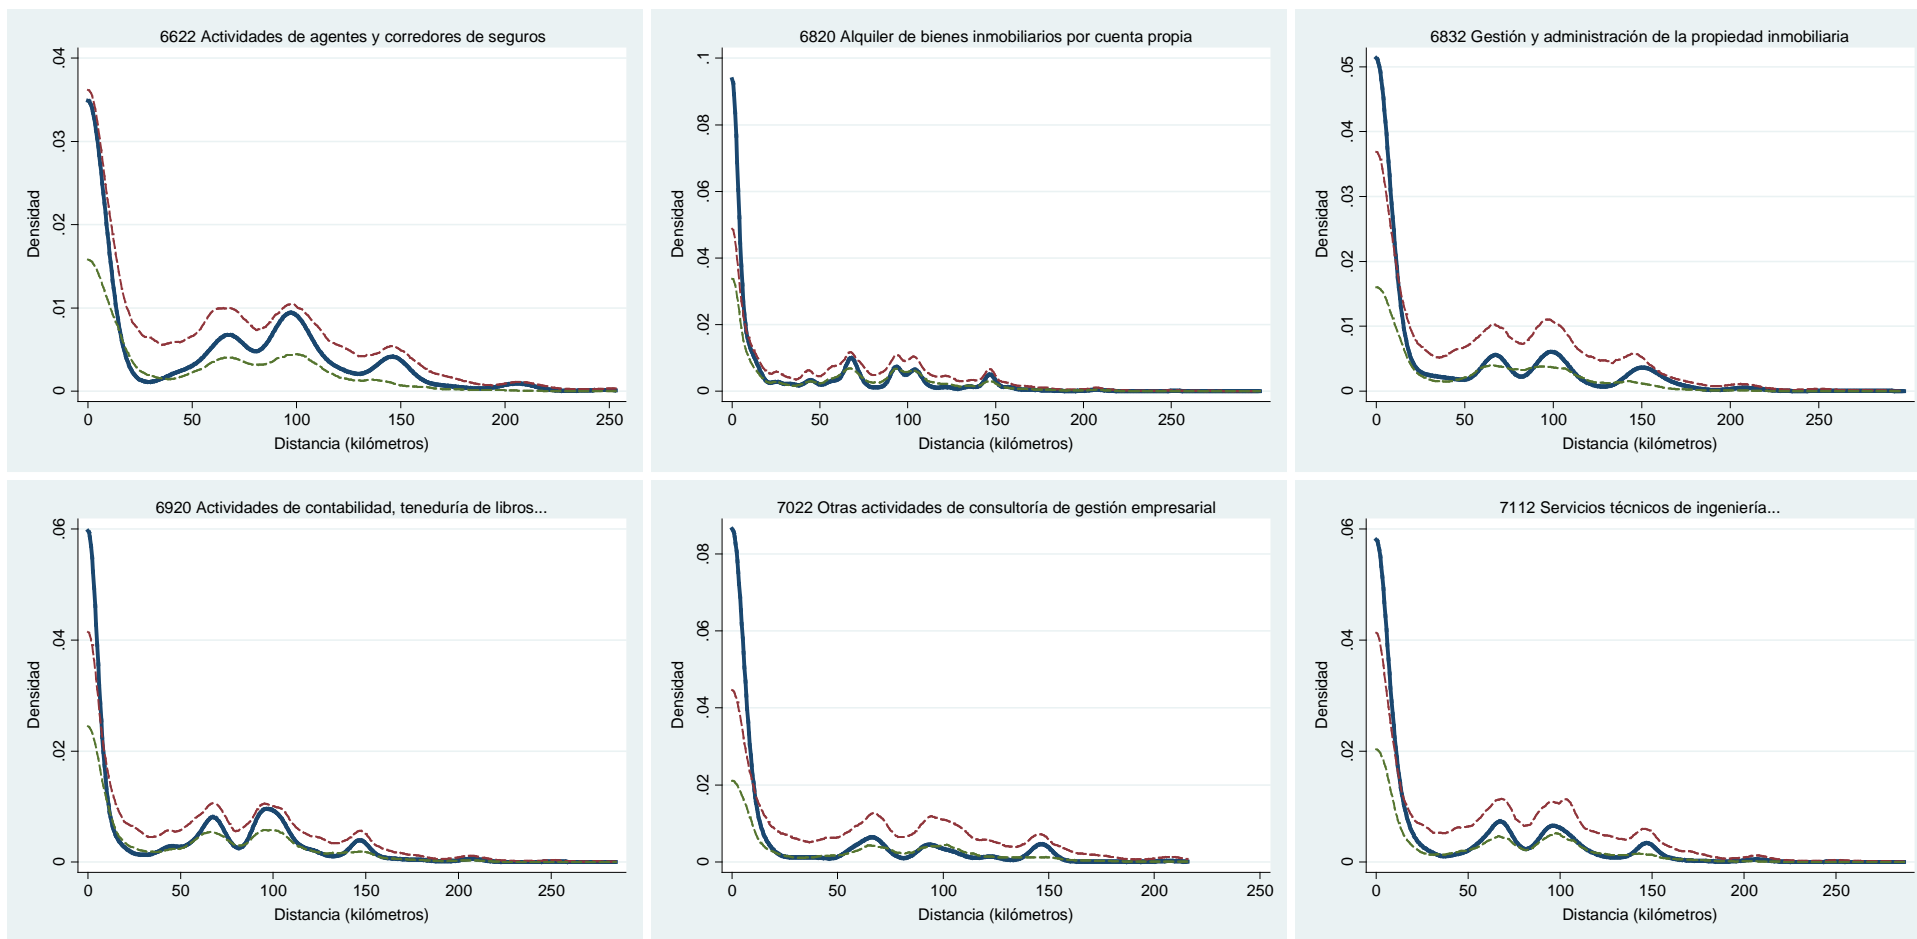 6622 Actividades de agentes y corredores de seguros
Densidad
.04
.03
.02
.01
0
0 50 100 150 200 250
Distancia (kilómetros)
6820 Alquiler de bienes inmobiliarios por cuenta propia
Densidad
.1
.08
.06
.04
.02
0
0 50 100 150 200 250
Distancia (kilómetros)
6832 Gestión y administración de la propiedad inmobiliaria
Densidad
.05
.04
.03
.02
.01
0
0 50 100 150 200 250
Distancia (kilómetros)
6920 Actividades de contabilidad, teneduría de libros...
Densidad
.06
.04
.02
0
0 50 100 150 200 250
Distancia (kilómetros)
7022 Otras actividades de consultoría de gestión empresarial
Densidad
.08
.06
.04
.02
0
0 50 100 150 200 250
Distancia (kilómetros)
7112 Servicios técnicos de ingeniería...
Densidad
.06
.04
.02
0
0 50 100 150 200 250
Distancia (kilómetros)